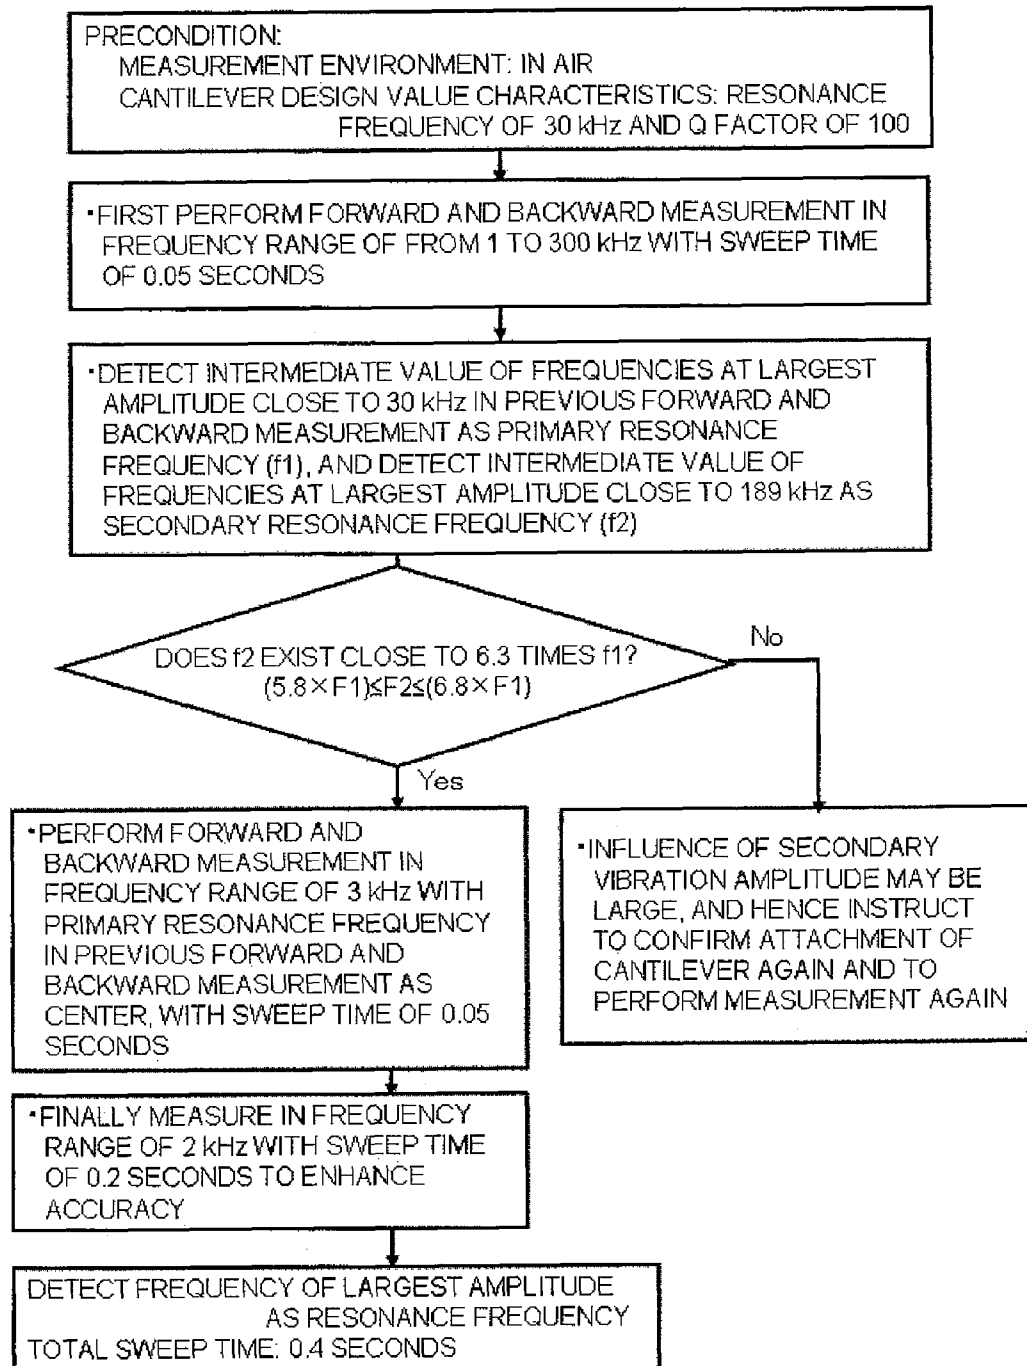 PRECONDITION:
MEASUREMENT ENVIRONMENT: IN AIR
CANTILEVER DESIGN VALUE CHARACTERISTICS: RESONANCE
FREQUENCY OF 30 kHz AND Q FACTOR OF 100
·FIRST PERFORM FORWARD AND BACKWARD MEASUREMENT IN
FREQUENCY RANGE OF FROM 1 TO 300 kHz WITH SWEEP TIME
OF 0.05 SECONDS
·DETECT INTERMEDIATE VALUE OF FREQUENCIES AT LARGEST
AMPLITUDE CLOSE TO 30 kHz IN PREVIOUS FORWARD AND
BACKWARD MEASUREMENT AS PRIMARY RESONANCE
FREQUENCY (f1), AND DETECT INTERMEDIATE VALUE OF
FREQUENCIES AT LARGEST AMPLITUDE CLOSE TO 189 kHz AS
SECONDARY RESONANCE FREQUENCY (f2)
DOES f2 EXIST CLOSE TO 6.3 TIMES f1?
(5.8×F1)≤F2≤(6.8×F1)
No
Yes
·PERFORM FORWARD AND
BACKWARD MEASUREMENT IN
FREQUENCY RANGE OF 3 kHz WITH
PRIMARY RESONANCE FREQUENCY
IN PREVIOUS FORWARD AND
BACKWARD MEASUREMENT AS
CENTER, WITH SWEEP TIME OF 0.05
SECONDS
·INFLUENCE OF SECONDARY
VIBRATION AMPLITUDE MAY BE
LARGE, AND HENCE INSTRUCT
TO CONFIRM ATTACHMENT OF
CANTILEVER AGAIN AND TO
PERFORM MEASUREMENT AGAIN
·FINALLY MEASURE IN FREQUENCY
RANGE OF 2 kHz WITH SWEEP TIME
OF 0.2 SECONDS TO ENHANCE
ACCURACY
DETECT FREQUENCY OF LARGEST AMPLITUDE
AS RESONANCE FREQUENCY
TOTAL SWEEP TIME: 0.4 SECONDS